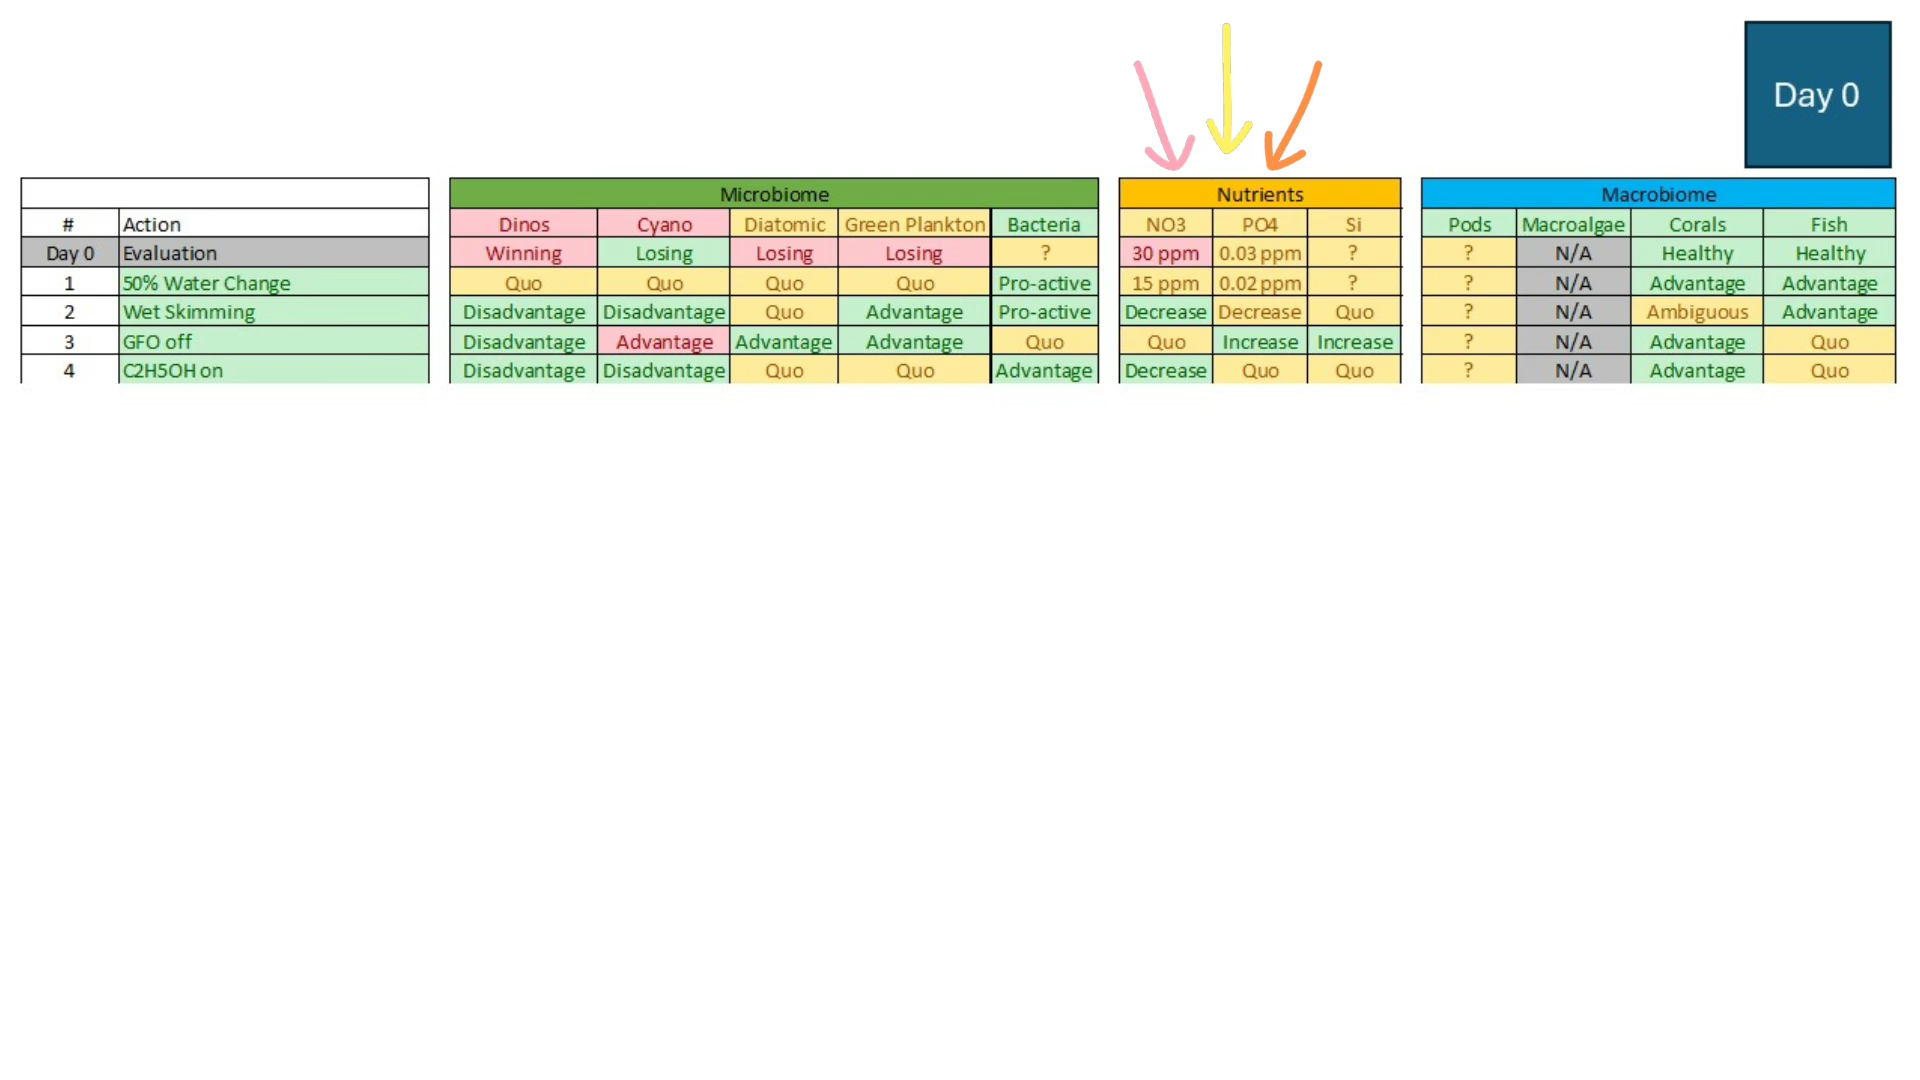 Day 0
Microbiome Nutrients Macrobiome
# Action Dinos Cyano Diatomic Green Plankton Bacteria NO3 PO4 Si Pods Macroalgae Corals Fish
Day 0 Evaluation Winning Losing Losing Losing ? 30 ppm 0.03 ppm ? ? N/A Healthy Healthy
1 50% Water Change Quo Quo Quo Quo Pro-active 15 ppm 0.02 ppm ? ? N/A Advantage Advantage
2 Wet Skimming Disadvantage Disadvantage Quo Advantage Pro-active Decrease Decrease Quo ? N/A Ambiguous Advantage
3 GFO off Disadvantage Advantage Advantage Advantage Quo Quo Increase Increase ? N/A Advantage Quo
4 C2H5OH on Disadvantage Disadvantage Quo Quo Advantage Decrease Quo Quo ? N/A Advantage Quo